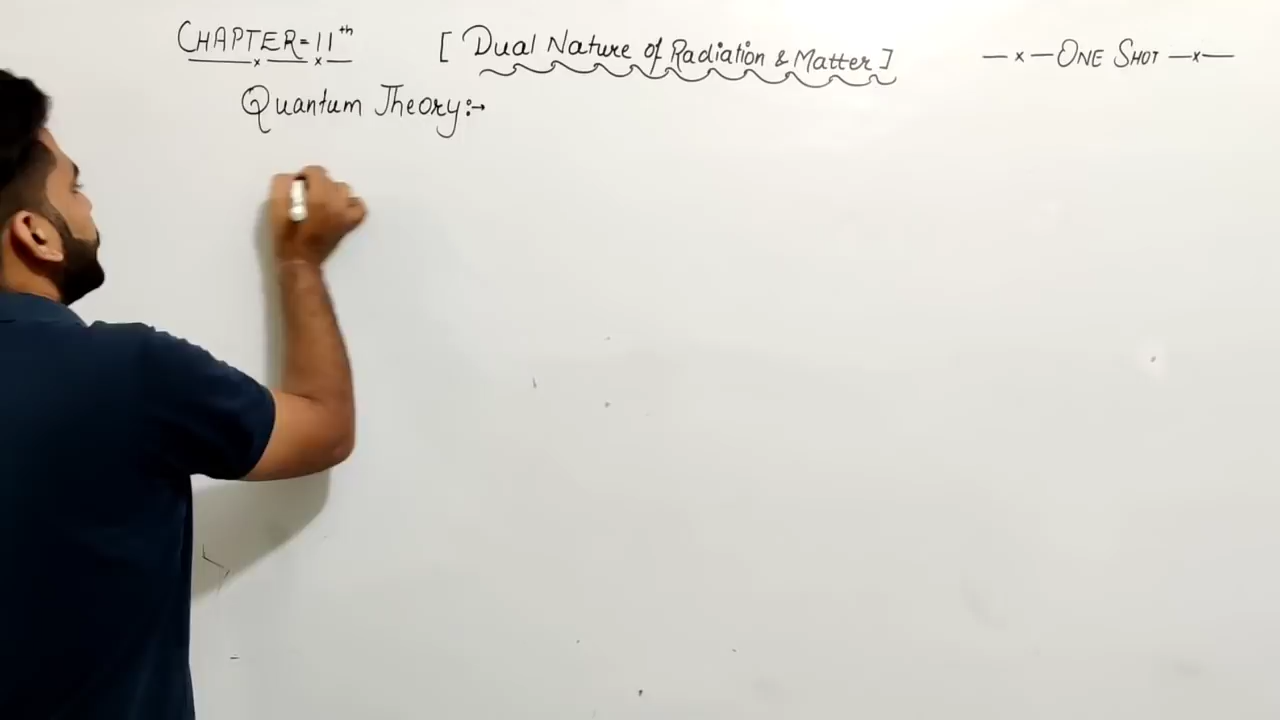 CHAPTER=11th [Dual Nature of Radiation & Matter] —x—ONE SHOT—x—
Quantum Theory:→